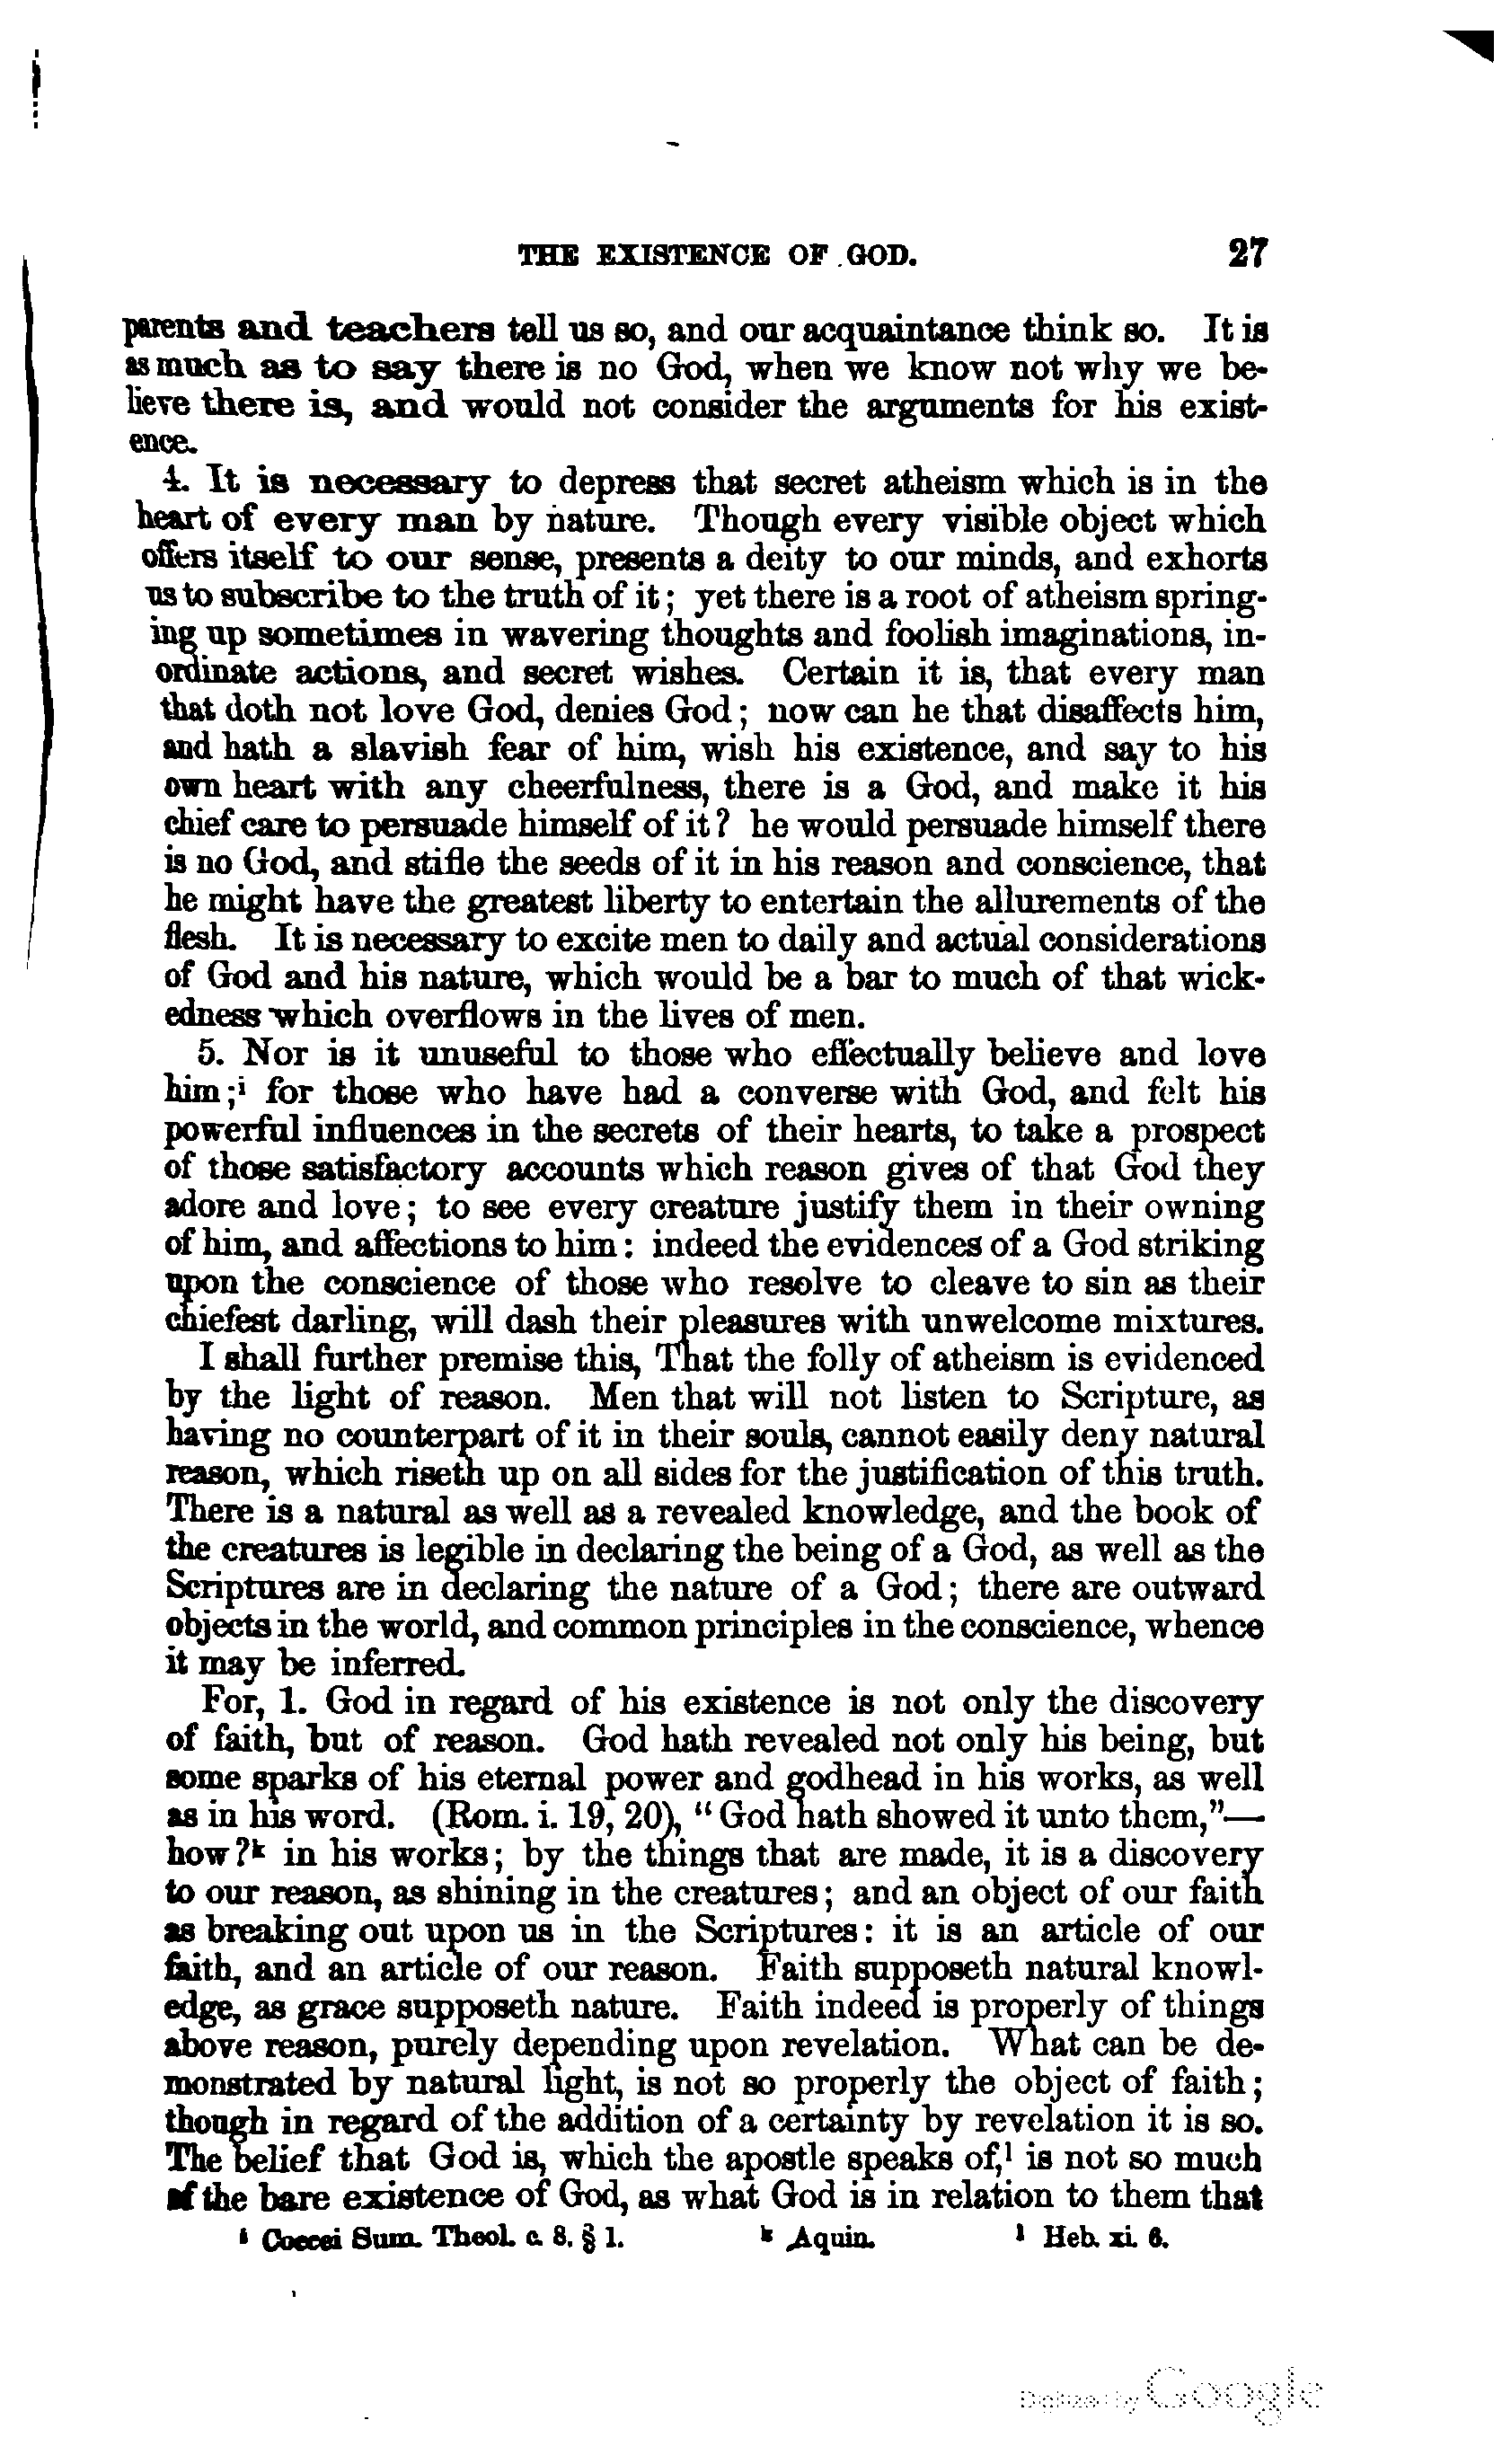 THE EXISTENCE OF GOD. 27
parents and teachers tell us so, and our acquaintance think so. It is
as much as to say there is no God, when we know not why we be-
lieve there is, and would not consider the arguments for his exist-
ence.
4. It is necessary to depress that secret atheism which is in the
heart of every man by nature. Though every visible object which
offers itself to our sense, presents a deity to our minds, and exhorts
us to subscribe to the truth of it; yet there is a root of atheism spring-
ing up sometimes in wavering thoughts and foolish imaginations, in-
ordinate actions, and secret wishes. Certain it is, that every man
that doth not love God, denies God; now can he that disaffects him,
and hath a slavish fear of him, wish his existence, and say to his
own heart with any cheerfulness, there is a God, and make it his
chief care to persuade himself of it? he would persuade himself there
is no God, and stifle the seeds of it in his reason and conscience, that
he might have the greatest liberty to entertain the allurements of the
flesh. It is necessary to excite men to daily and actual considerations
of God and his nature, which would be a bar to much of that wick-
edness which overflows in the lives of men.
5. Nor is it unuseful to those who effectually believe and love
him;i for those who have had a converse with God, and felt his
powerful influences in the secrets of their hearts, to take a prospect
of those satisfactory accounts which reason gives of that God they
adore and love; to see every creature justify them in their owning
of him, and affections to him: indeed the evidences of a God striking
upon the conscience of those who resolve to cleave to sin as their
chiefest darling, will dash their pleasures with unwelcome mixtures.
I shall further premise this, That the folly of atheism is evidenced
by the light of reason. Men that will not listen to Scripture, as
having no counterpart of it in their souls, cannot easily deny natural
reason, which riseth up on all sides for the justification of this truth.
There is a natural as well as a revealed knowledge, and the book of
the creatures is legible in declaring the being of a God, as well as the
Scriptures are in declaring the nature of a God; there are outward
objects in the world, and common principles in the conscience, whence
it may be inferred.
For, 1. God in regard of his existence is not only the discovery
of faith, but of reason. God hath revealed not only his being, but
some sparks of his eternal power and godhead in his works, as well
as in his word. (Rom. i. 19, 20), "God hath showed it unto them,"—
how?k in his works; by the things that are made, it is a discovery
to our reason, as shining in the creatures; and an object of our faith
as breaking out upon us in the Scriptures: it is an article of our
faith, and an article of our reason. Faith supposeth natural knowl-
edge, as grace supposeth nature. Faith indeed is properly of things
above reason, purely depending upon revelation. What can be de-
monstrated by natural light, is not so properly the object of faith;
though in regard of the addition of a certainty by revelation it is so.
The belief that God is, which the apostle speaks of,l is not so much
of the bare existence of God, as what God is in relation to them that
i Coccei Sum. Theol. c. 8. § 1. k Aquin. l Heb. xi. 6.
Digitized by Google